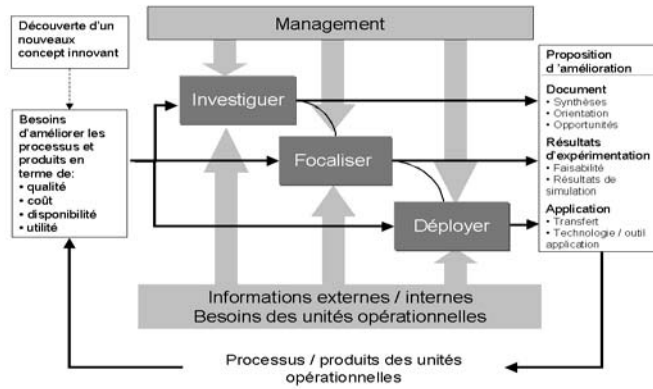 Découverte d'un
nouveaux
concept innovant
Management
Besoins
d'améliorer les
processus et
produits en
terme de:
• qualité
• coût
• disponibilité
• utilité
Investiguer
Focaliser
Déployer
Proposition
d 'amélioration
Document
• Synthèses
• Orientation
• Opportunités
Résultats
d'expérimentation
• Faisabilité
• Résultats de
simulation
Application
• Transfert
• Technologie / outil
application
Informations externes / internes
Besoins des unités opérationnelles
Processus / produits des unités
opérationnelles